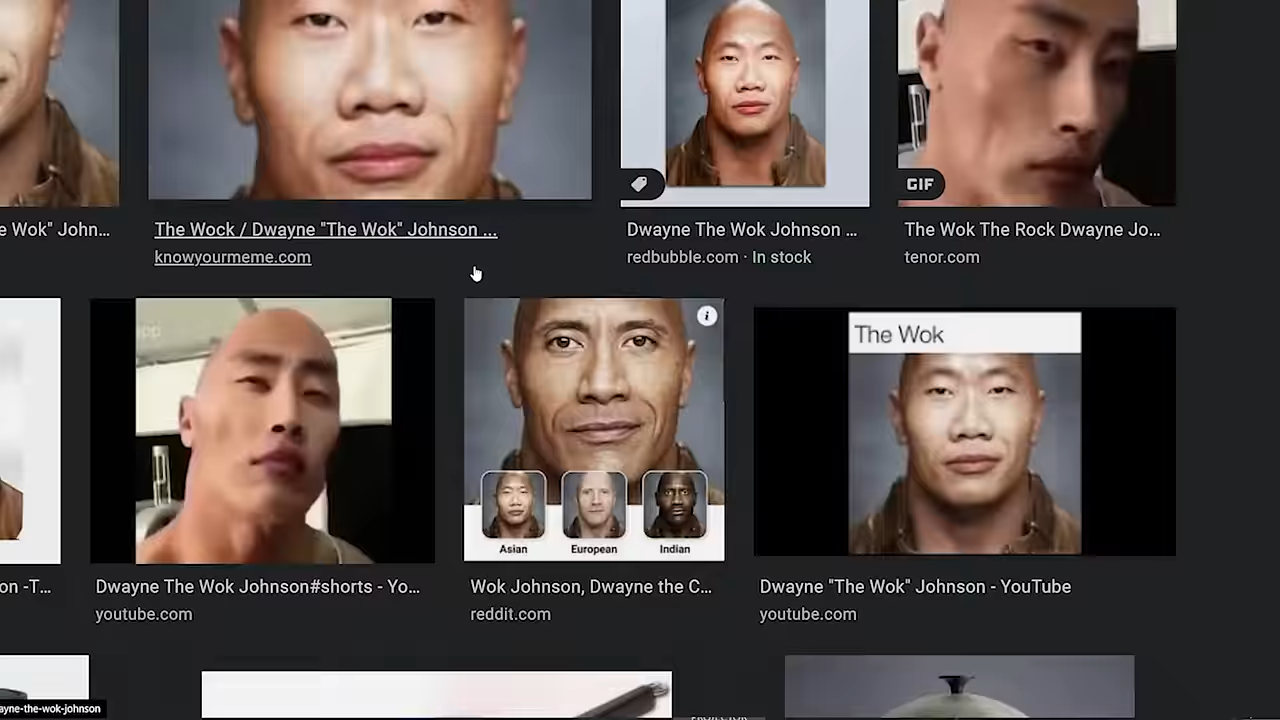 e Wok" John...
The Wock / Dwayne "The Wok" Johnson ...
knowyourmeme.com
Dwayne The Wok Johnson ...
redbubble.com · In stock
GIF
The Wok The Rock Dwayne Jo...
tenor.com
on -T...
Dwayne The Wok Johnson#shorts - Yo...
youtube.com
Asian
European
Indian
Wok Johnson, Dwayne the C...
reddit.com
The Wok
Dwayne "The Wok" Johnson - YouTube
youtube.com
ayne-the-wok-johnson